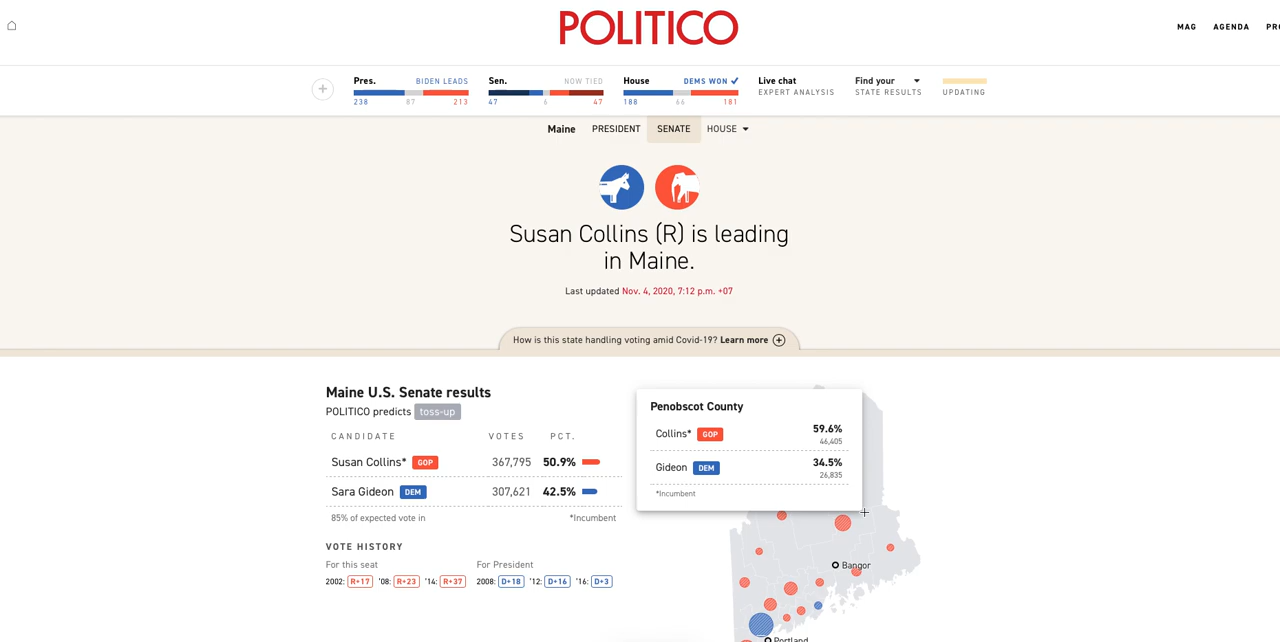 POLITICO
MAG AGENDA PRO
Pres. BIDEN LEADS
238 87 213
Sen. NOW TIED
47 6 47
House DEMS WON ✓
188 66 181
Live chat
EXPERT ANALYSIS
Find your
STATE RESULTS
UPDATING
Maine PRESIDENT SENATE HOUSE
Susan Collins (R) is leading
in Maine.
Last updated Nov. 4, 2020, 7:12 p.m. +07
How is this state handling voting amid Covid-19? Learn more
Maine U.S. Senate results
POLITICO predicts toss-up
CANDIDATE VOTES PCT.
Susan Collins* GOP 367,795 50.9%
Sara Gideon DEM 307,621 42.5%
85% of expected vote in *Incumbent
VOTE HISTORY
For this seat
2002: R+17 '08: R+23 '14: R+37
For President
2008: D+18 '12: D+16 '16: D+3
Penobscot County
Collins* GOP 59.6%
46,405
Gideon DEM 34.5%
26,835
*Incumbent
Bangor
Portland